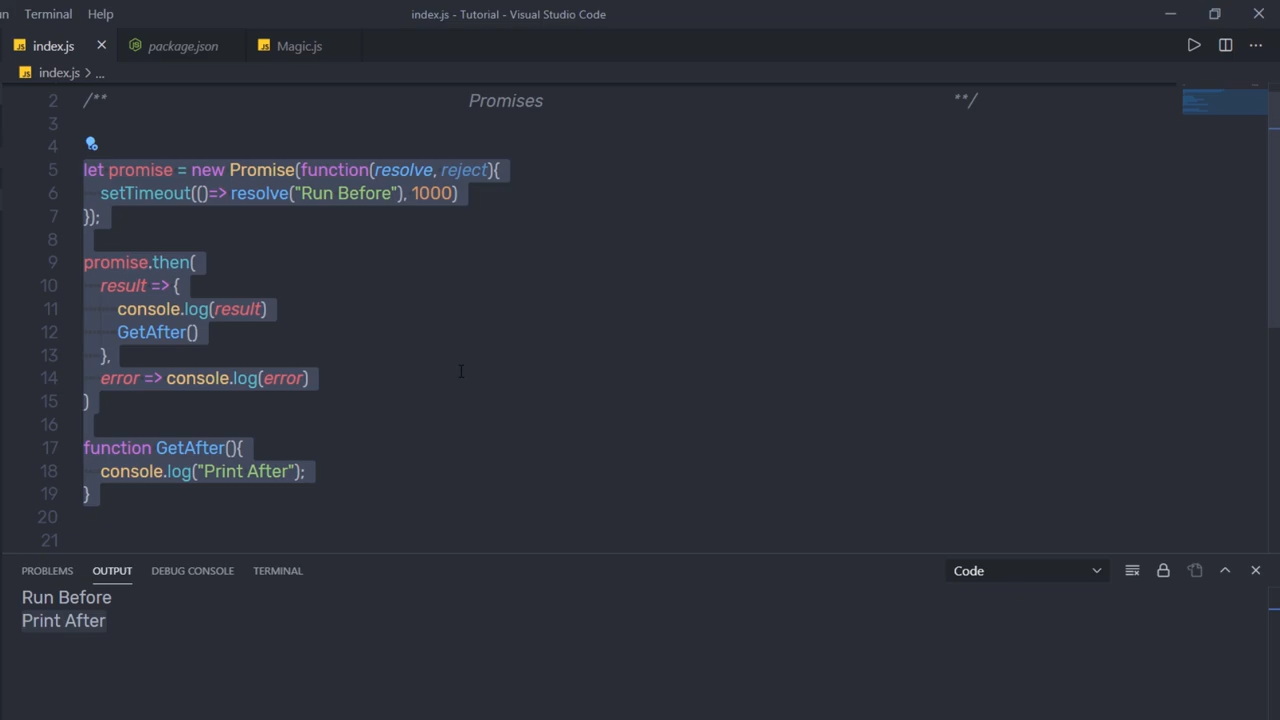 un Terminal Help index.js - Tutorial - Visual Studio Code
JS index.js package.json JS Magic.js
JS index.js > ...
2 /** Promises **/
3
4
5 let promise = new Promise(function(resolve, reject){
6 setTimeout(()=> resolve("Run Before"), 1000)
7 });
8
9 promise.then(
10 result => {
11 console.log(result)
12 GetAfter()
13 },
14 error => console.log(error)
15 )
16
17 function GetAfter(){
18 console.log("Print After");
19 }
20
21
PROBLEMS OUTPUT DEBUG CONSOLE TERMINAL Code
Run Before
Print After